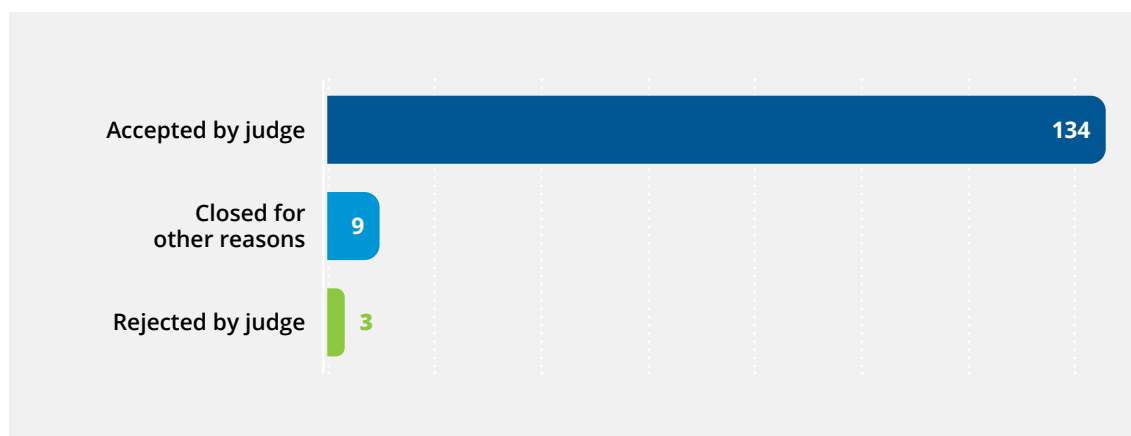 Accepted by judge
134
Closed for
other reasons
9
Rejected by judge
3